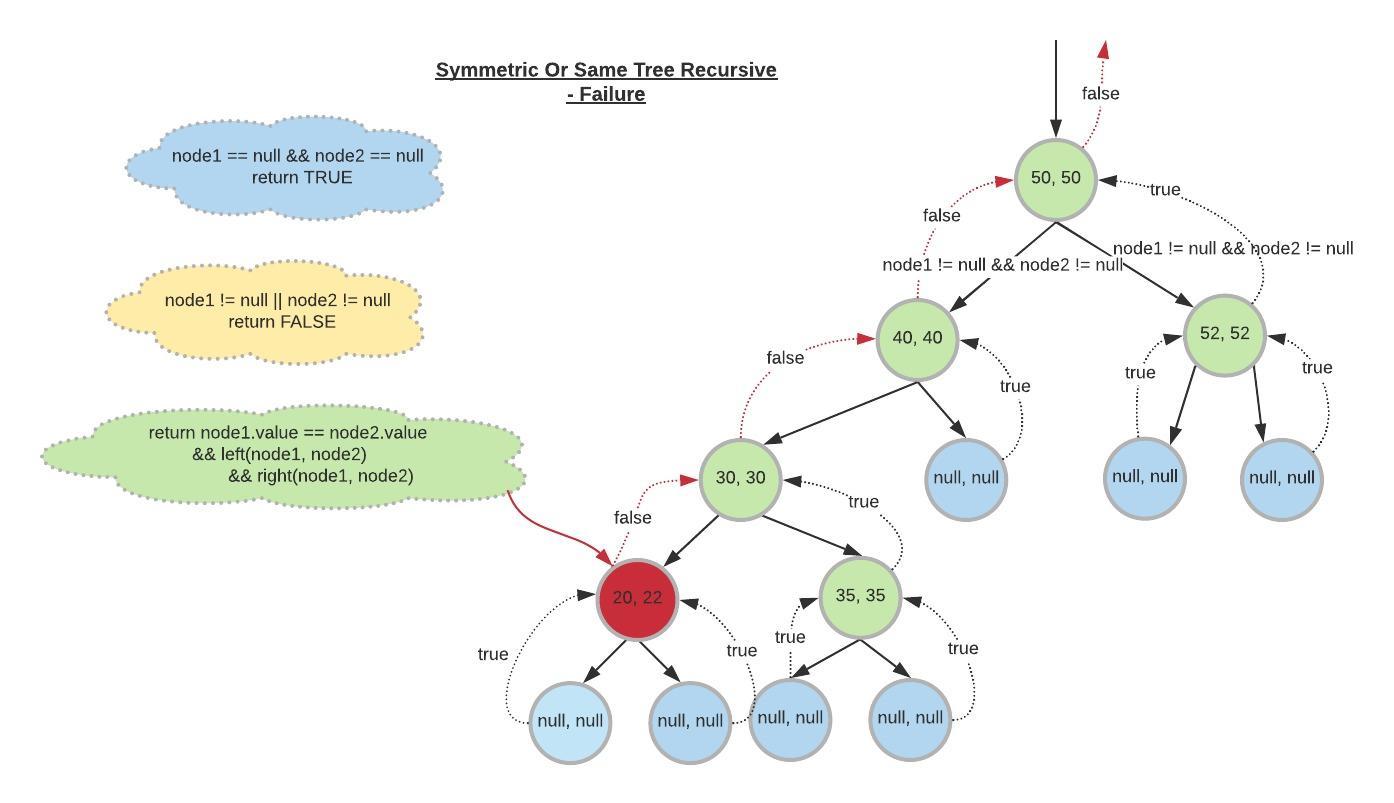 Symmetric Or Same Tree Recursive
- Failure
node1 == null && node2 == null
return TRUE
node1 != null || node2 != null
return FALSE
return node1.value == node2.value
&& left(node1, node2)
&& right(node1, node2)
false
50, 50
true
false
node1 != null && node2 != null
node1 != null && node2 != null
40, 40
52, 52
false
true
true
true
30, 30
null, null
null, null
null, null
false
true
20, 22
35, 35
true
true
true
true
null, null
null, null
null, null
null, null